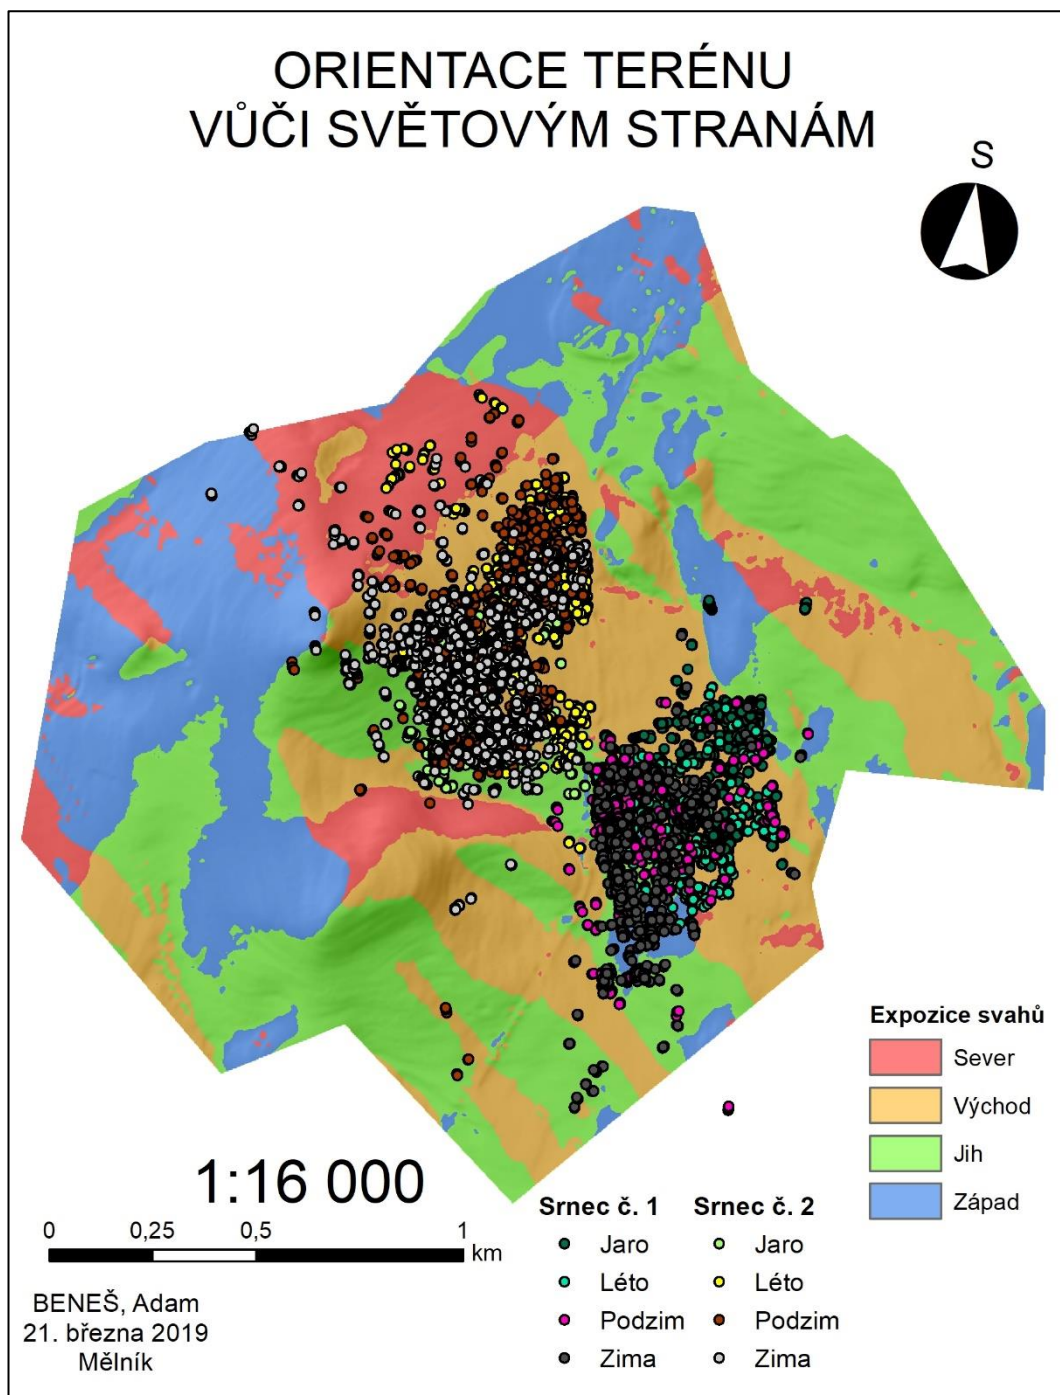 ORIENTACE TERÉNU
VŮČI SVĚTOVÝM STRANÁM
S
Expozice svahů
Sever
Východ
Jih
Západ
1:16 000
0 0,25 0,5 1
km
Srnec č. 1 Srnec č. 2
Jaro Jaro
Léto Léto
Podzim Podzim
Zima Zima
BENEŠ, Adam
21. března 2019
Mělník